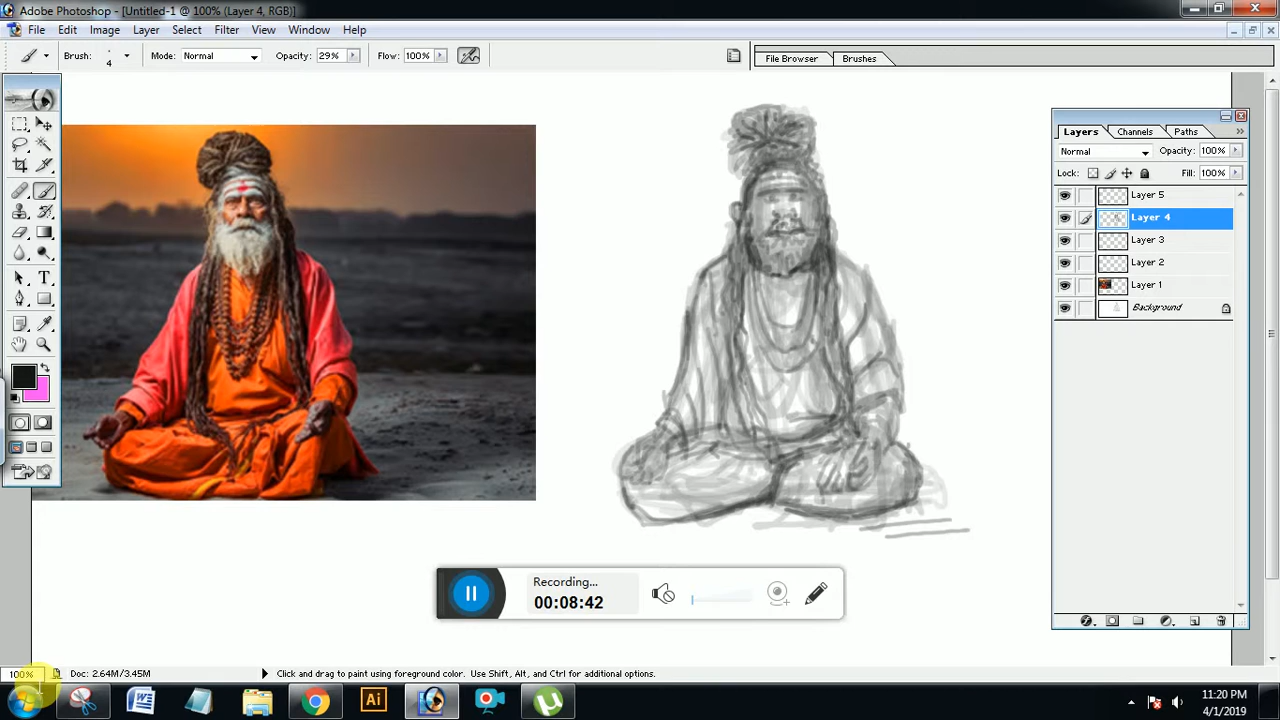 Adobe Photoshop - [Untitled-1 @ 100% (Layer 4, RGB)]
File Edit Image Layer Select Filter View Window Help
Brush: 4 Mode: Normal Opacity: 29% Flow: 100% File Browser Brushes
Layers Channels Paths
Normal Opacity: 100%
Lock: Fill: 100%
Layer 5
Layer 4
Layer 3
Layer 2
Layer 1
Background
T
Recording...
00:08:42
100% Doc: 2.64M/3.45M Click and drag to paint using foreground color. Use Shift, Alt, and Ctrl for additional options.
W Ai µ 11:20 PM
4/1/2019